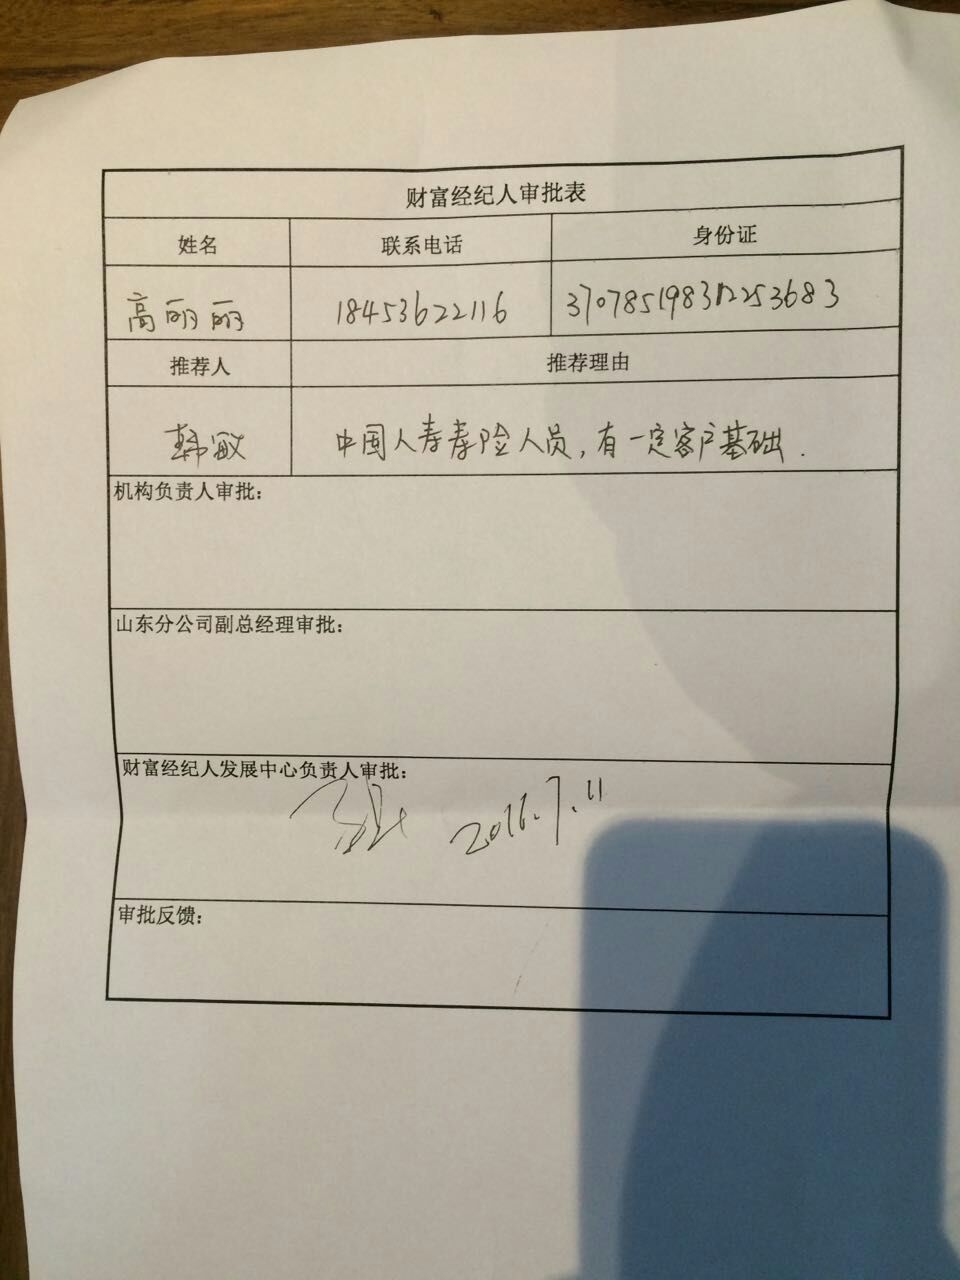 财富经纪人审批表
姓名 联系电话 身份证
高丽丽 18453622116 370785198312253683
推荐人 推荐理由
韩敏 中国人寿寿险人员,有一定客户基础.
机构负责人审批:
山东分公司副总经理审批:
财富经纪人发展中心负责人审批:
2016.7.11
审批反馈: